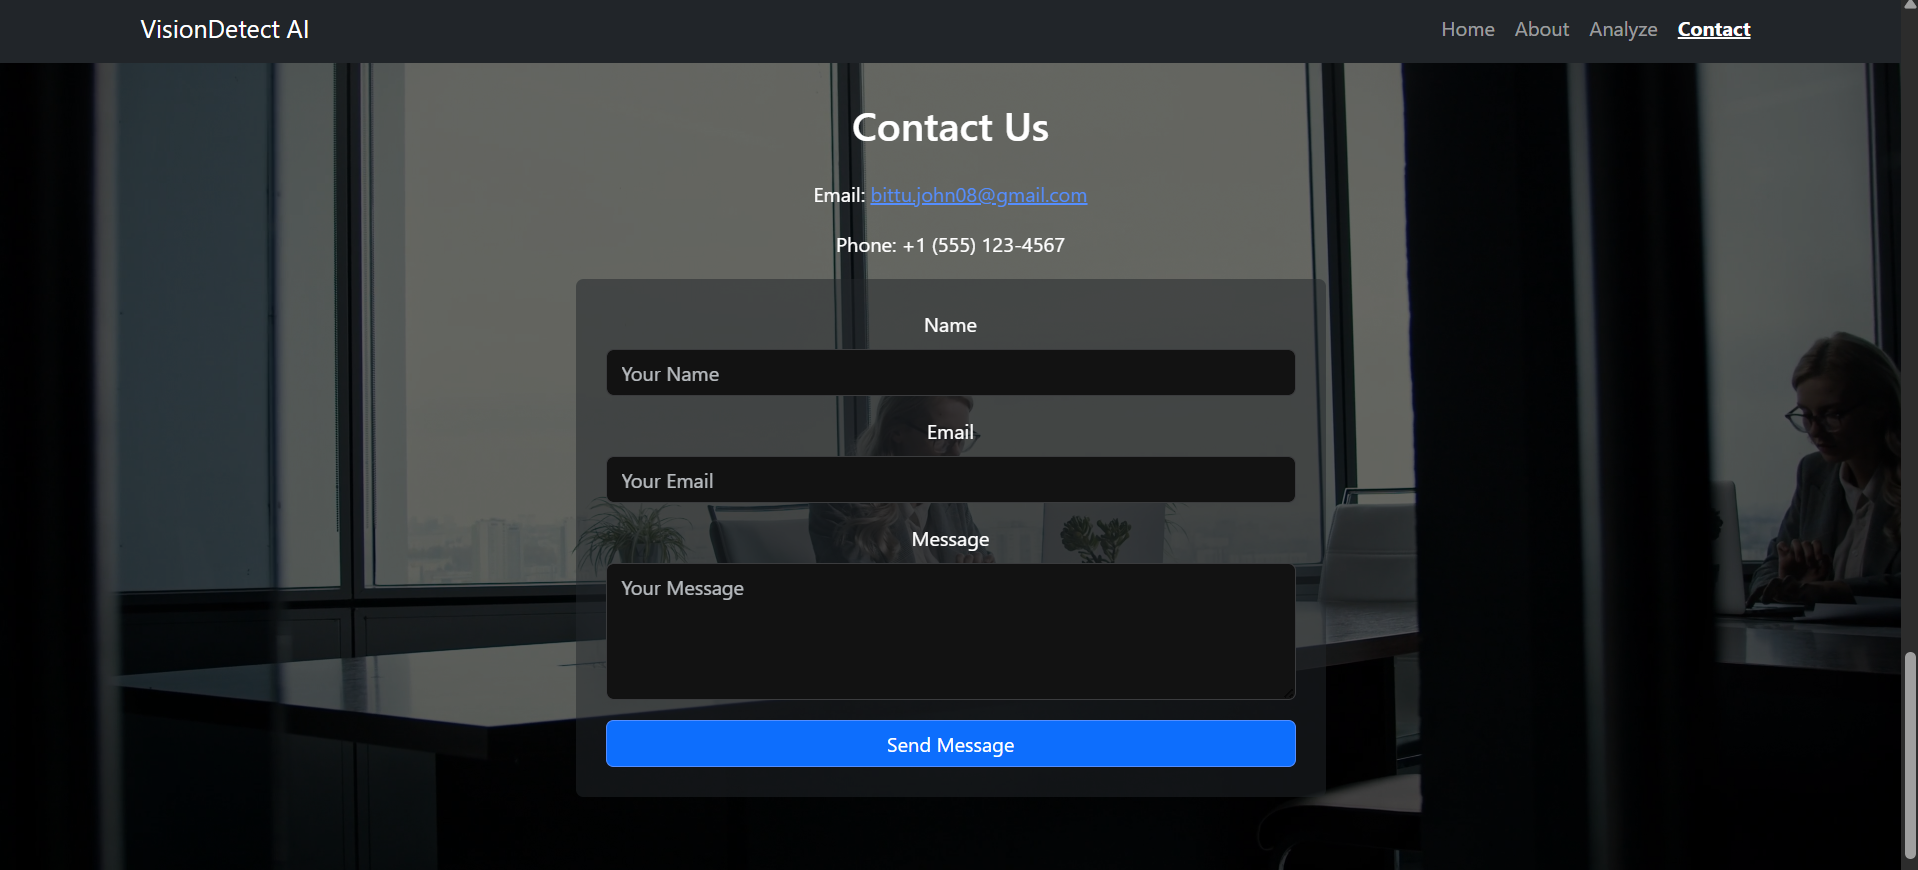 VisionDetect AI
Home About Analyze Contact
Contact Us
Email: bittu.john08@gmail.com
Phone: +1 (555) 123-4567
Name
Your Name
Email
Your Email
Message
Your Message
Send Message